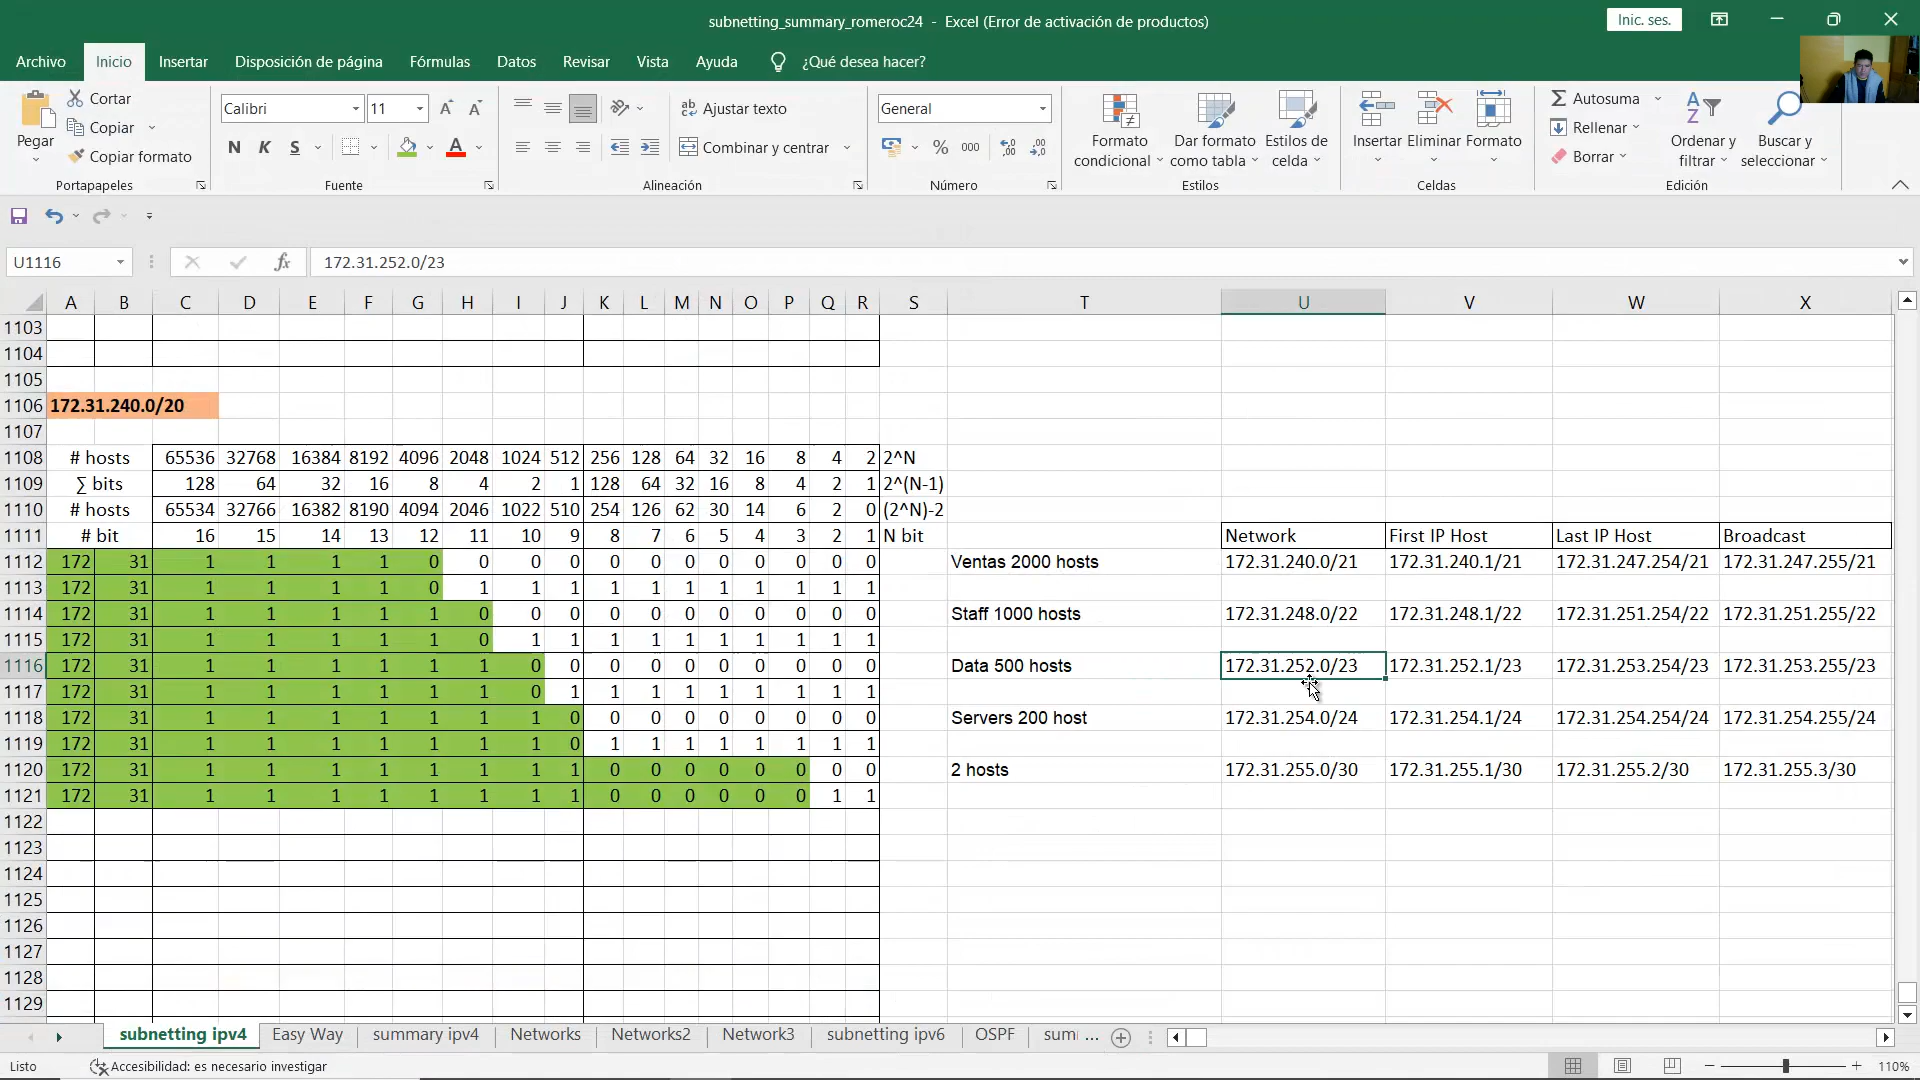 subnetting_summary_romeroc24 - Excel (Error de activación de productos)
Inic. ses.
Archivo Inicio Insertar Disposición de página Fórmulas Datos Revisar Vista Ayuda ¿Qué desea hacer?
Pegar
Cortar
Copiar
Copiar formato
Portapapeles
Calibri 11
N K S
Fuente
Ajustar texto
Combinar y centrar
Alineación
General
% 000
Número
Formato condicional
Dar formato como tabla
Estilos de celda
Estilos
Insertar Eliminar Formato
Celdas
Autosuma
Rellenar
Borrar
Ordenar y filtrar
Buscar y seleccionar
Edición
U1116 fx 172.31.252.0/23
A B C D E F G H I J K L M N O P Q R S T U V W X
1103
1104
1105
1106 172.31.240.0/20
1107
1108 # hosts 65536 32768 16384 8192 4096 2048 1024 512 256 128 64 32 16 8 4 2 2^N
1109 ∑ bits 128 64 32 16 8 4 2 1 128 64 32 16 8 4 2 1 2^(N-1)
1110 # hosts 65534 32766 16382 8190 4094 2046 1022 510 254 126 62 30 14 6 2 0 (2^N)-2
1111 # bit 16 15 14 13 12 11 10 9 8 7 6 5 4 3 2 1 N bit Network First IP Host Last IP Host Broadcast
1112 172 31 1 1 1 1 0 0 0 0 0 0 0 0 0 0 0 0 Ventas 2000 hosts 172.31.240.0/21 172.31.240.1/21 172.31.247.254/21 172.31.247.255/21
1113 172 31 1 1 1 1 0 1 1 1 1 1 1 1 1 1 1 1
1114 172 31 1 1 1 1 1 0 0 0 0 0 0 0 0 0 0 0 Staff 1000 hosts 172.31.248.0/22 172.31.248.1/22 172.31.251.254/22 172.31.251.255/22
1115 172 31 1 1 1 1 1 0 1 1 1 1 1 1 1 1 1 1
1116 172 31 1 1 1 1 1 1 0 0 0 0 0 0 0 0 0 0 Data 500 hosts 172.31.252.0/23 172.31.252.1/23 172.31.253.254/23 172.31.253.255/23
1117 172 31 1 1 1 1 1 1 0 1 1 1 1 1 1 1 1 1
1118 172 31 1 1 1 1 1 1 1 0 0 0 0 0 0 0 0 0 Servers 200 host 172.31.254.0/24 172.31.254.1/24 172.31.254.254/24 172.31.254.255/24
1119 172 31 1 1 1 1 1 1 1 0 1 1 1 1 1 1 1 1
1120 172 31 1 1 1 1 1 1 1 1 0 0 0 0 0 0 0 0 2 hosts 172.31.255.0/30 172.31.255.1/30 172.31.255.2/30 172.31.255.3/30
1121 172 31 1 1 1 1 1 1 1 1 0 0 0 0 0 0 1 1
1122
1123
1124
1125
1126
1127
1128
1129
subnetting ipv4 Easy Way summary ipv4 Networks Networks2 Network3 subnetting ipv6 OSPF sum ...
Listo Accesibilidad: es necesario investigar 110%